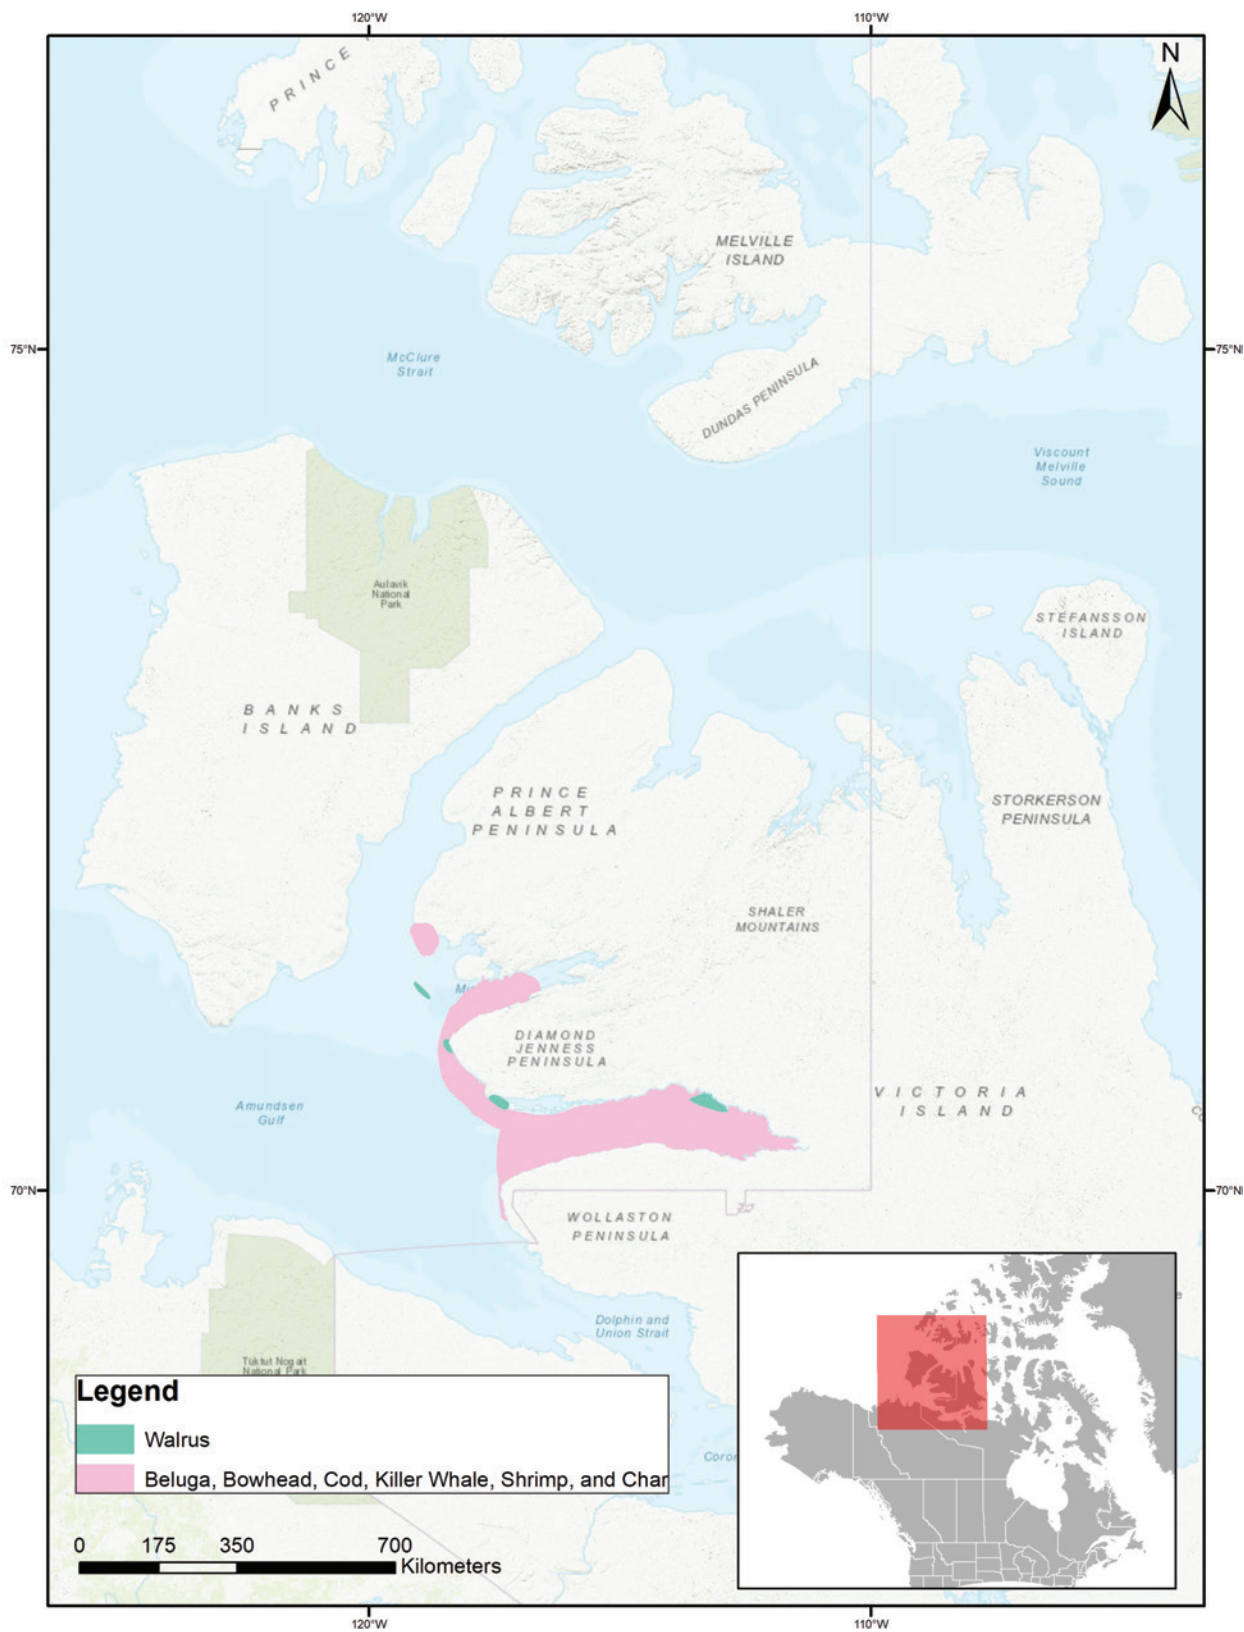 120°W
110°W
N
PRINCE
MELVILLE
ISLAND
75°N
75°N
McClure
Strait
DUNDAS PENINSULA
Viscount
Melville
Sound
Aulavik
National
Park
STEFANSSON
ISLAND
BANKS
ISLAND
PRINCE
ALBERT
PENINSULA
STORKERSON
PENINSULA
SHALER
MOUNTAINS
DIAMOND
JENNESS
PENINSULA
VICTORIA
ISLAND
Amundsen
Gulf
70°N
70°N
WOLLASTON
PENINSULA
Dolphin and
Union Strait
Tuktut Nogait
National Park
Legend
Walrus
Beluga, Bowhead, Cod, Killer Whale, Shrimp, and Char
Coron
0 175 350 700
Kilometers
120°W
110°W